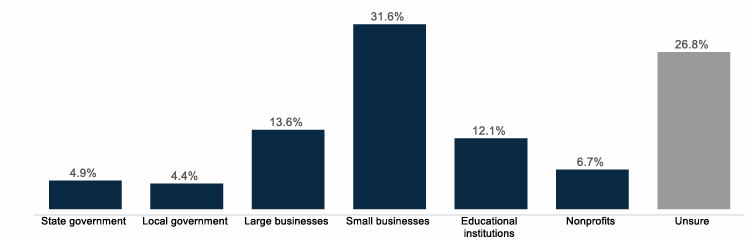 31.6%
26.8%
13.6%
12.1%
6.7%
4.9%
4.4%
State government
Local government
Large businesses
Small businesses
Educational
institutions
Nonprofits
Unsure